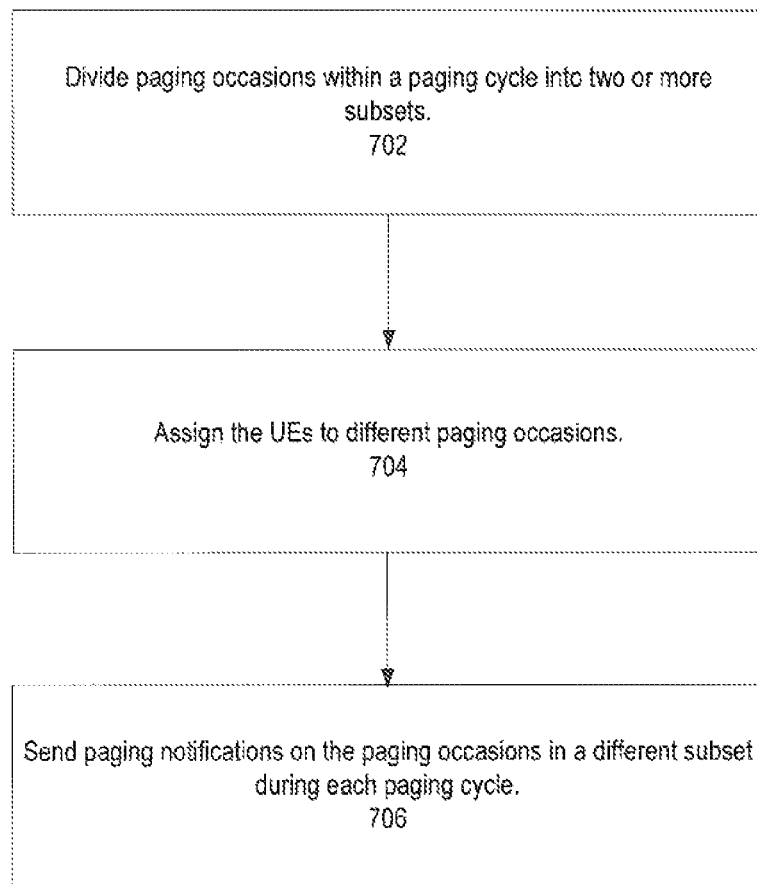 Divide paging occasions within a paging cycle into two or more
subsets.
702
Assign the UEs to different paging occasions.
704
Send paging notifications on the paging occasions in a different subset
during each paging cycle.
706